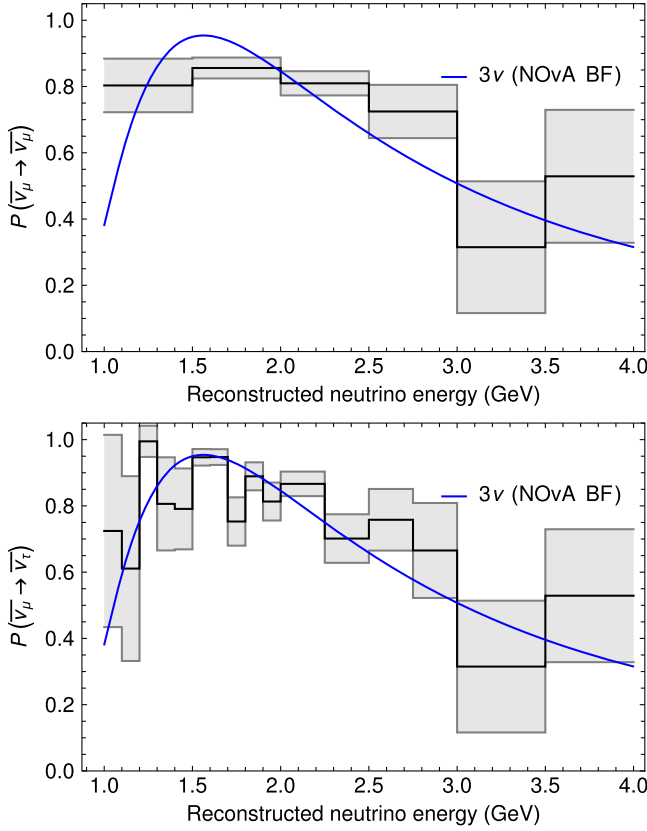 1.0
0.8
0.6
0.4
0.2
0.0
P(ν̅μ → ν̅μ)
3ν (NOvA BF)
1.0 1.5 2.0 2.5 3.0 3.5 4.0
Reconstructed neutrino energy (GeV)
1.0
0.8
0.6
0.4
0.2
0.0
P(ν̅μ → ν̅τ)
3ν (NOvA BF)
1.0 1.5 2.0 2.5 3.0 3.5 4.0
Reconstructed neutrino energy (GeV)